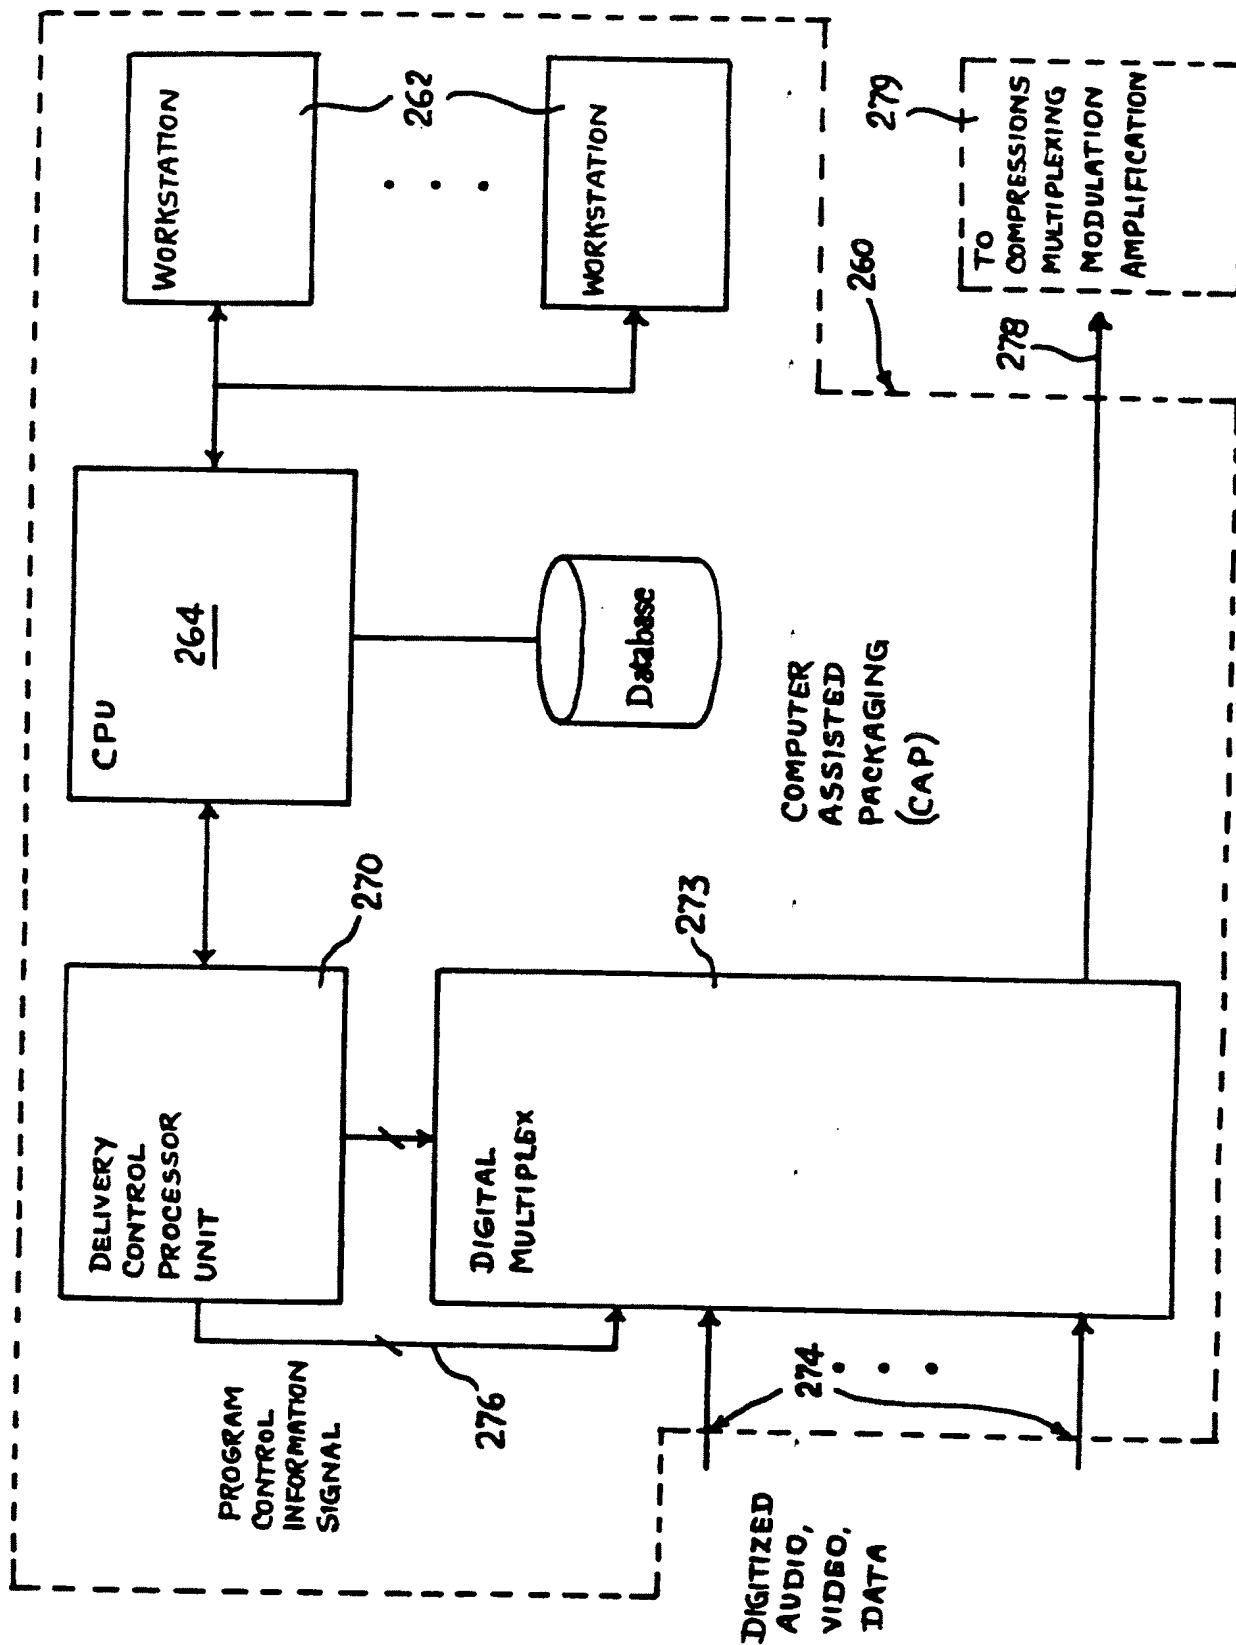 PROGRAM
CONTROL
INFORMATION
SIGNAL
276
DELIVERY
CONTROL
PROCESSOR
UNIT
270
CPU
264
WORKSTATION
262
WORKSTATION
Database
DIGITIZED
AUDIO,
VIDEO,
DATA
274
DIGITAL
MULTIPLEX
273
COMPUTER
ASSISTED
PACKAGING
(CAP)
260
278
279
TO
COMPRESSIONS
MULTIPLEXING
MODULATION
AMPLIFICATION